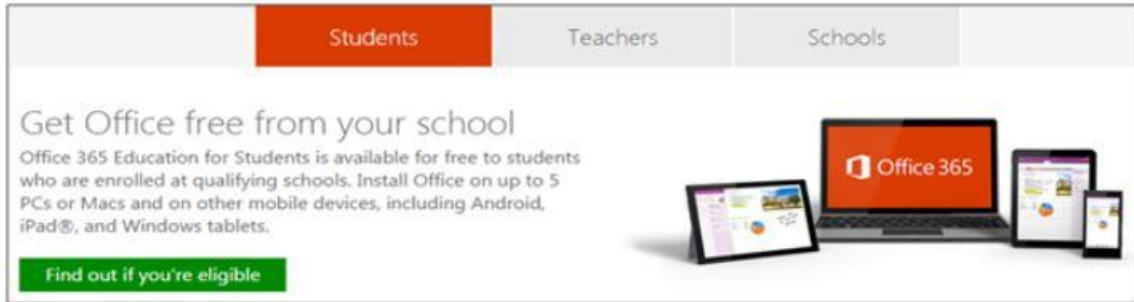 Students Teachers Schools
Get Office free from your school
Office 365 Education for Students is available for free to students
who are enrolled at qualifying schools. Install Office on up to 5
PCs or Macs and on other mobile devices, including Android,
iPad®, and Windows tablets.
Office 365
Find out if you're eligible